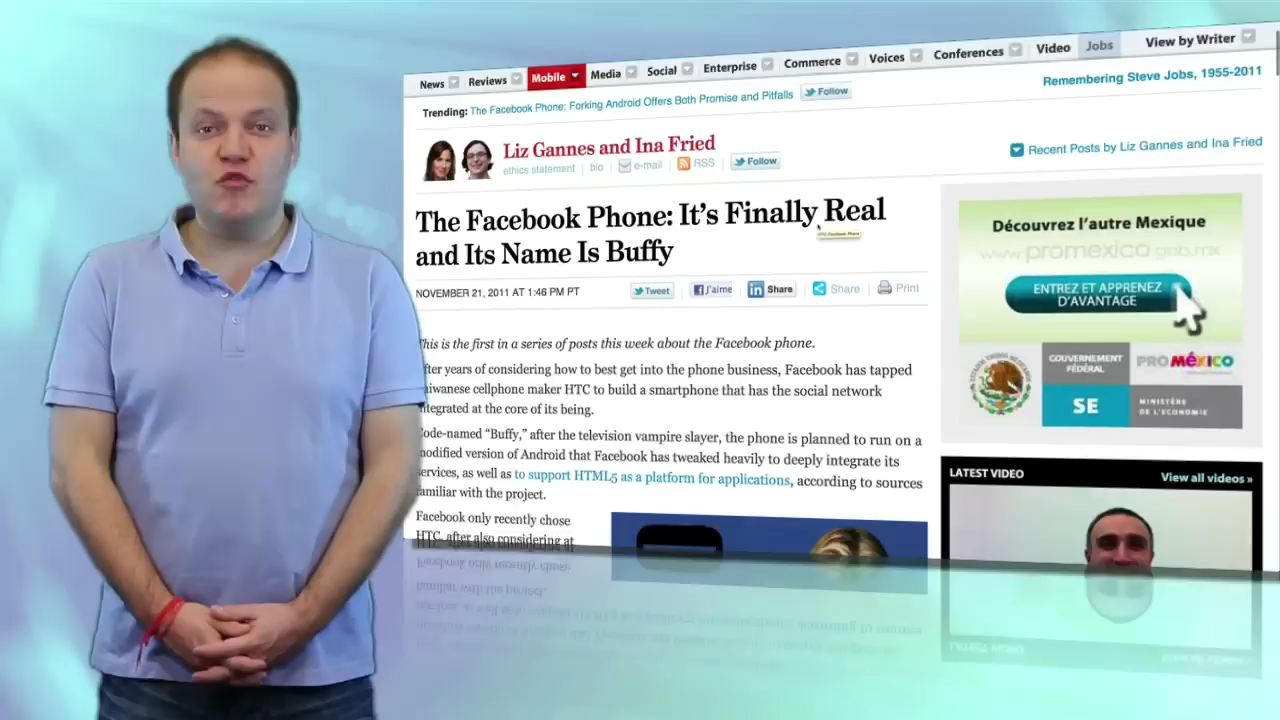 News Reviews Mobile Media Social Enterprise Commerce Voices Conferences Video Jobs View by Writer
Trending: The Facebook Phone: Forking Android Offers Both Promise and Pitfalls Follow
Remembering Steve Jobs, 1955-2011
Liz Gannes and Ina Fried
ethics statement | bio e-mail RSS Follow
Recent Posts by Liz Gannes and Ina Fried
The Facebook Phone: It's Finally Real
and Its Name Is Buffy
NOVEMBER 21, 2011 AT 1:46 PM PT
Tweet J'aime Share Share Print
This is the first in a series of posts this week about the Facebook phone.
After years of considering how to best get into the phone business, Facebook has tapped
Taiwanese cellphone maker HTC to build a smartphone that has the social network
integrated at the core of its being.
Code-named “Buffy,” after the television vampire slayer, the phone is planned to run on a
modified version of Android that Facebook has tweaked heavily to deeply integrate its
services, as well as to support HTML5 as a platform for applications, according to sources
familiar with the project.
Facebook only recently chose
HTC, after also considering at
Découvrez l'autre Mexique
www.promexico.gob.mx
ENTREZ ET APPRENEZ
D'AVANTAGE
GOUVERNEMENT
FÉDÉRAL
PROMÉXICO
SE
MINISTÈRE
DE L'ECONOMIE
LATEST VIDEO
View all videos »